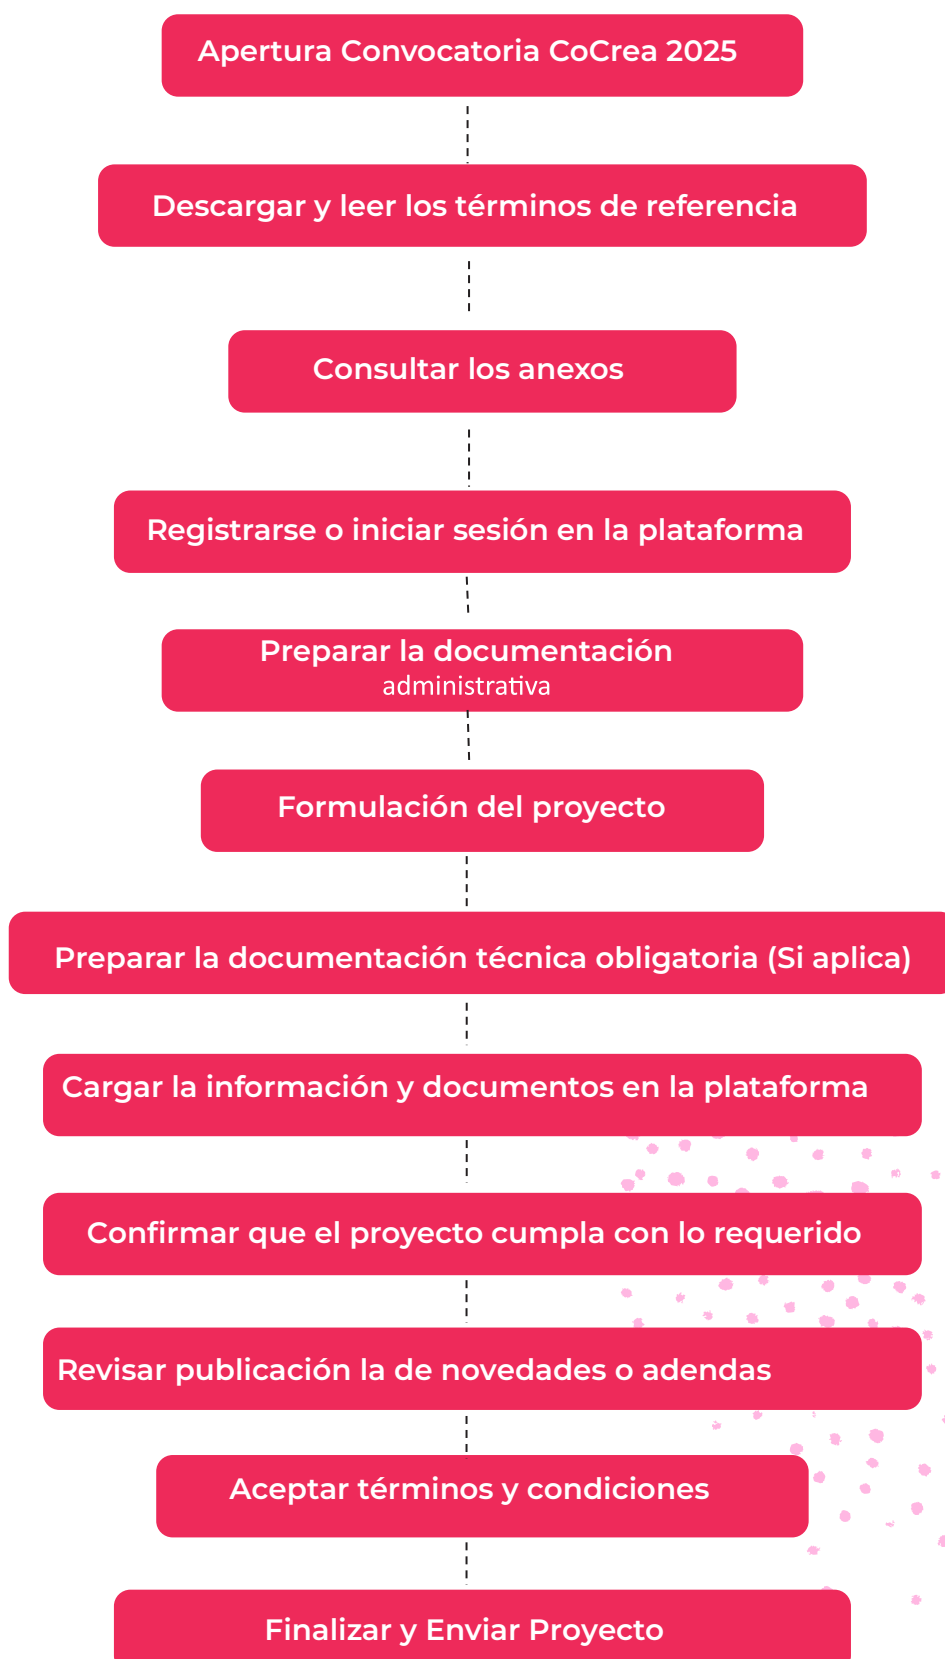 Apertura Convocatoria CoCrea 2025
Descargar y leer los términos de referencia
Consultar los anexos
Registrarse o iniciar sesión en la plataforma
Preparar la documentación
administrativa
Formulación del proyecto
Preparar la documentación técnica obligatoria (Si aplica)
Cargar la información y documentos en la plataforma
Confirmar que el proyecto cumpla con lo requerido
Revisar publicación la de novedades o adendas
Aceptar términos y condiciones
Finalizar y Enviar Proyecto